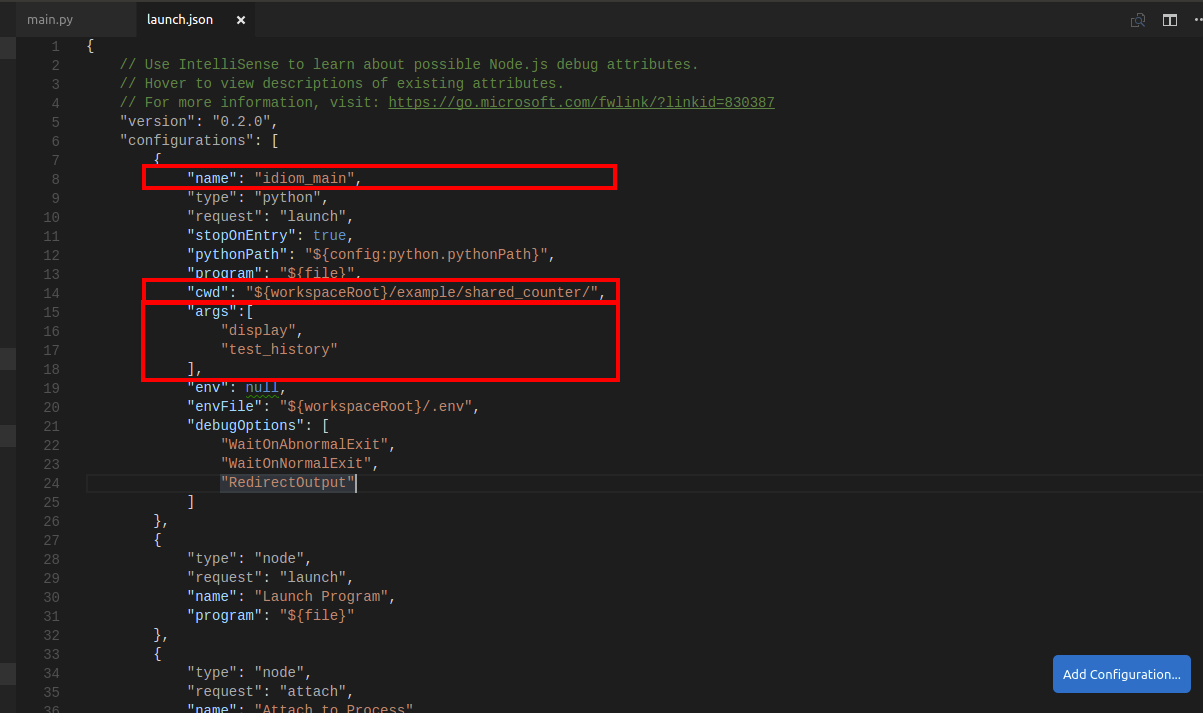 main.py launch.json ×
1 {
2 // Use IntelliSense to learn about possible Node.js debug attributes.
3 // Hover to view descriptions of existing attributes.
4 // For more information, visit: https://go.microsoft.com/fwlink/?linkid=830387
5 "version": "0.2.0",
6 "configurations": [
7 {
8 "name": "idiom_main",
9 "type": "python",
10 "request": "launch",
11 "stopOnEntry": true,
12 "pythonPath": "${config:python.pythonPath}",
13 "program": "${file}",
14 "cwd": "${workspaceRoot}/example/shared_counter/",
15 "args":[
16 "display",
17 "test_history"
18 ],
19 "env": null,
20 "envFile": "${workspaceRoot}/.env",
21 "debugOptions": [
22 "WaitOnAbnormalExit",
23 "WaitOnNormalExit",
24 "RedirectOutput"
25 ]
26 },
27 {
28 "type": "node",
29 "request": "launch",
30 "name": "Launch Program",
31 "program": "${file}"
32 },
33 {
34 "type": "node",
Add Configuration...
35 "request": "attach",
36 "name": "Attach to Process"